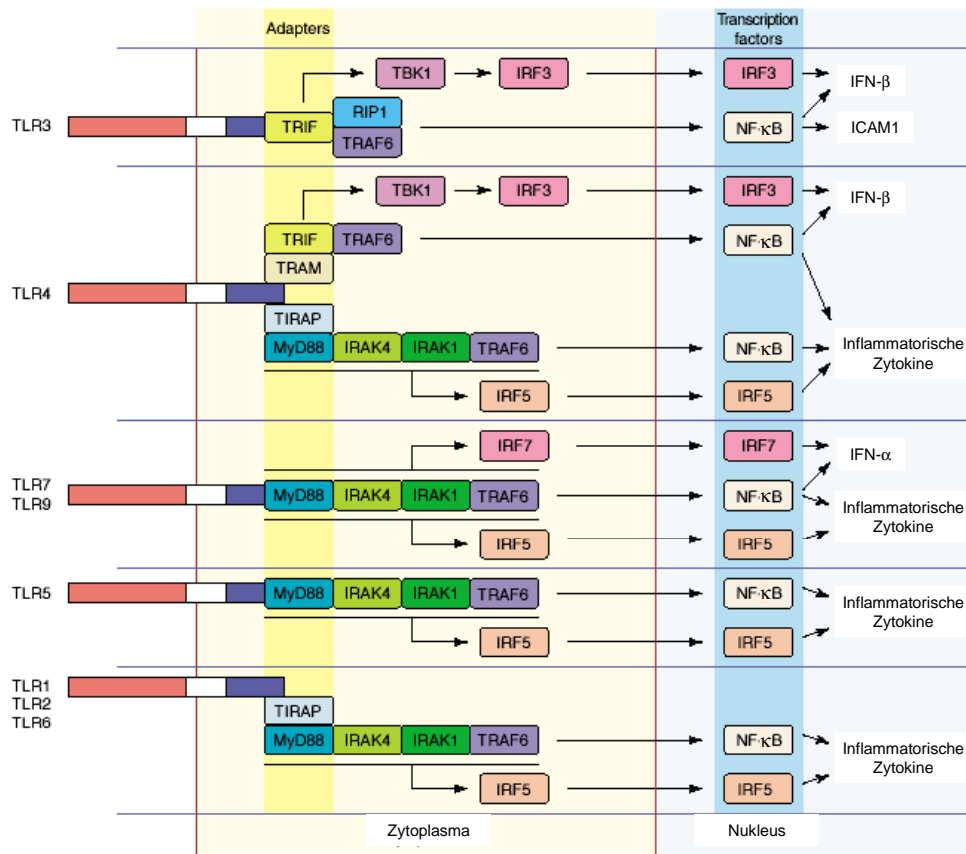 Adapters
Transcription
factors
TBK1
IRF3
IRF3
IFN-β
TLR3
TRIF
RIP1
TRAF6
NF-κB
ICAM1
TBK1
IRF3
IRF3
IFN-β
TRIF
TRAF6
NF-κB
TRAM
TLR4
TIRAP
MyD88
IRAK4
IRAK1
TRAF6
NF-κB
Inflammatorische
Zytokine
IRF5
IRF5
IRF7
IRF7
IFN-α
TLR7
TLR9
MyD88
IRAK4
IRAK1
TRAF6
NF-κB
Inflammatorische
Zytokine
IRF5
IRF5
TLR5
MyD88
IRAK4
IRAK1
TRAF6
NF-κB
Inflammatorische
Zytokine
IRF5
IRF5
TLR1
TLR2
TLR6
TIRAP
MyD88
IRAK4
IRAK1
TRAF6
NF-κB
Inflammatorische
Zytokine
IRF5
IRF5
Zytoplasma
Nukleus